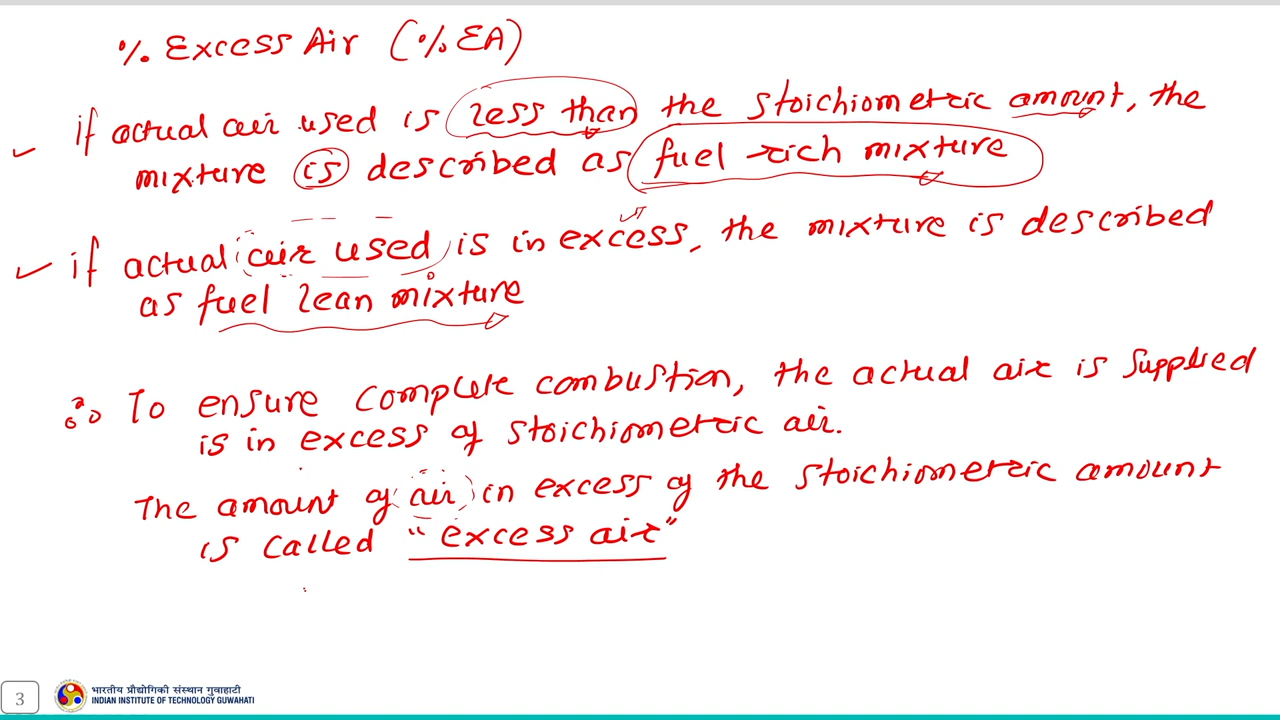 % Excess Air (% EA)
if actual air used is less than the stoichiometric amount, the
mixture is described as fuel rich mixture
if actual air used is in excess, the mixture is described
as fuel lean mixture
∴ To ensure complete combustion, the actual air is supplied
is in excess of stoichiometric air.
The amount of air in excess of the stoichiometric amount
is called "excess air"
3
भारतीय प्रौद्योगिकी संस्थान गुवाहाटी
INDIAN INSTITUTE OF TECHNOLOGY GUWAHATI